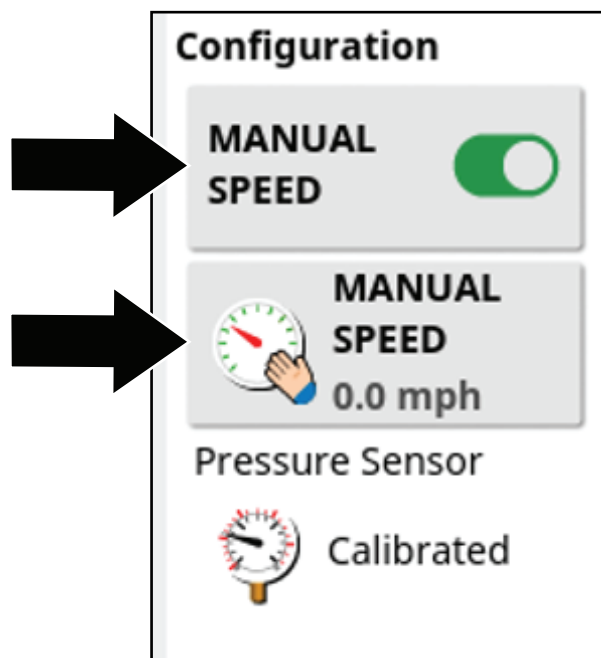 Configuration
MANUAL
SPEED
MANUAL
SPEED
0.0 mph
Pressure Sensor
Calibrated